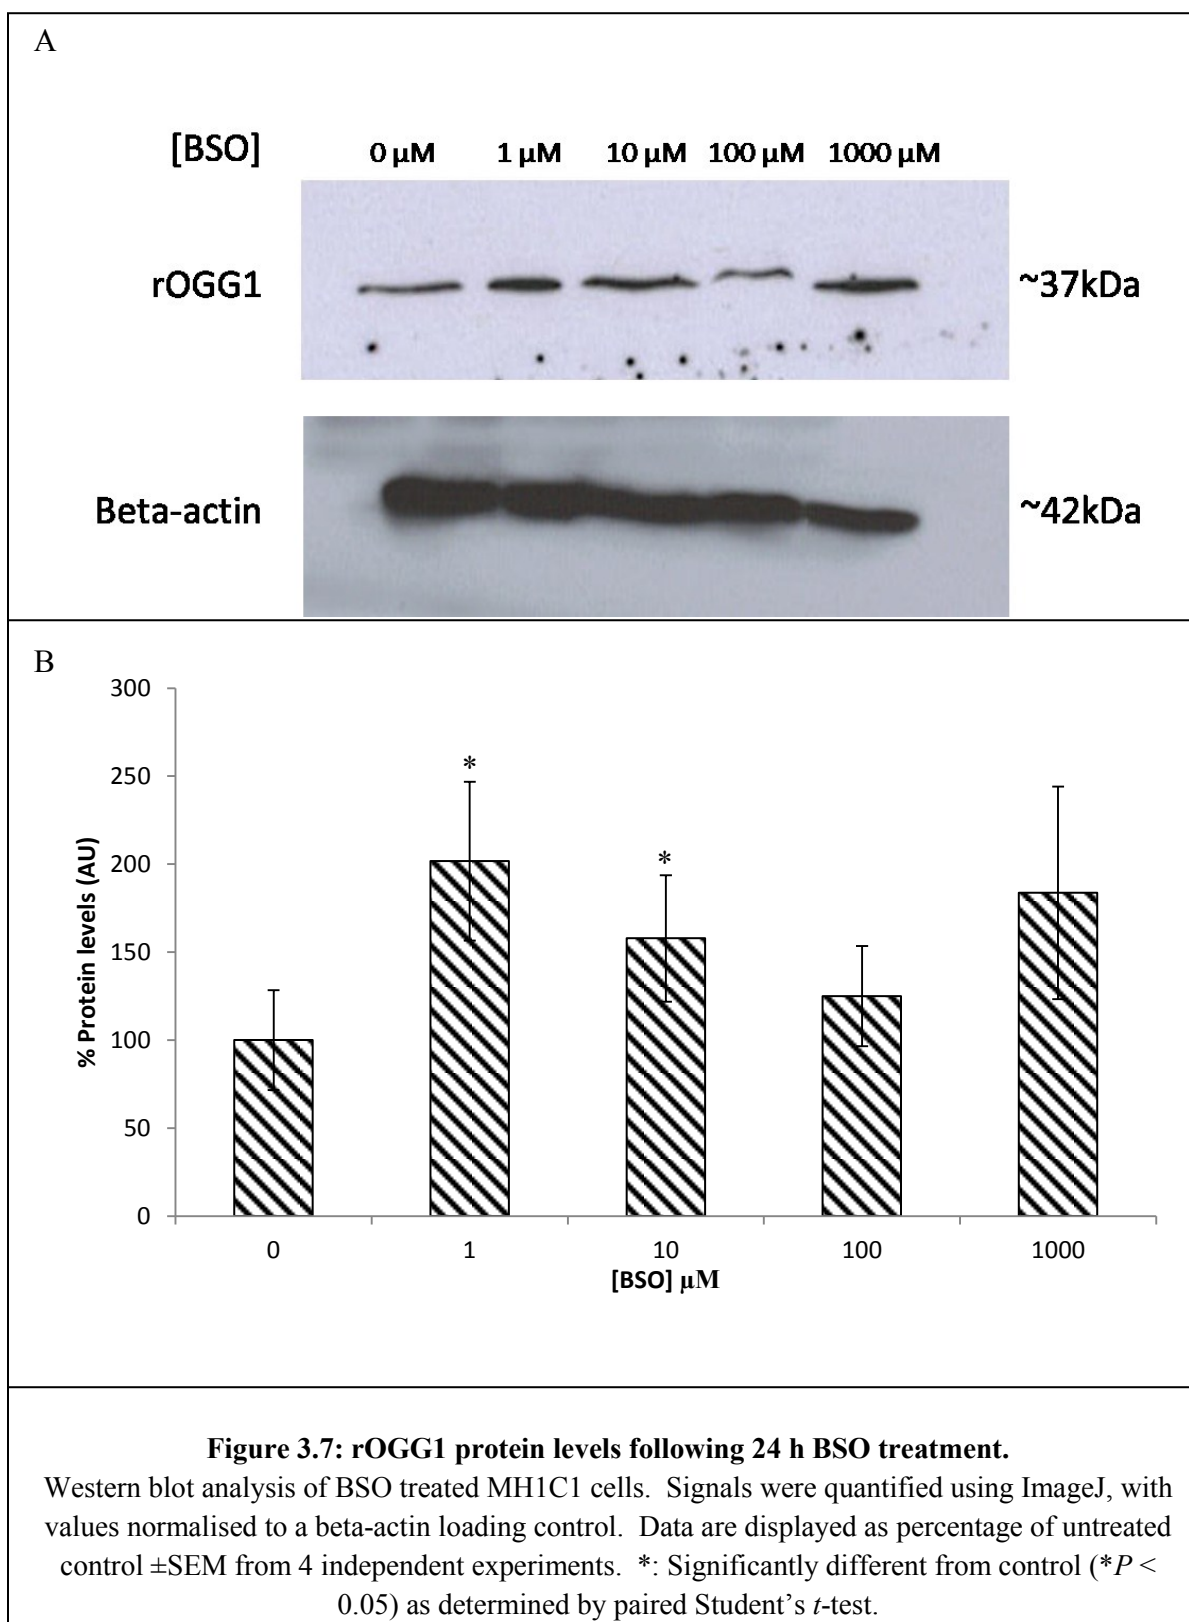 A
[BSO] 0 μM 1 μM 10 μM 100 μM 1000 μM
rOGG1 ~37kDa
Beta-actin ~42kDa
B
300
250
200
150
100
50
0
% Protein levels (AU)
* *
0 1 10 100 1000
[BSO] μM
Figure 3.7: rOGG1 protein levels following 24 h BSO treatment.
Western blot analysis of BSO treated MH1C1 cells. Signals were quantified using ImageJ, with
values normalised to a beta-actin loading control. Data are displayed as percentage of untreated
control ±SEM from 4 independent experiments. *: Significantly different from control (*P <
0.05) as determined by paired Student’s t-test.